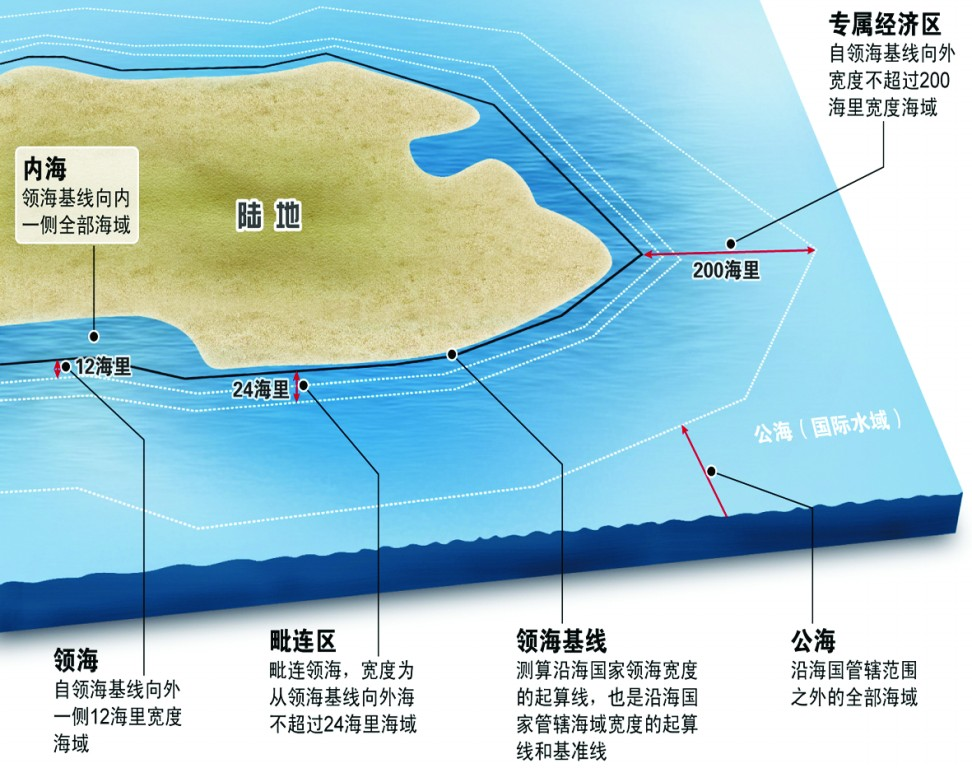 专属经济区
自领海基线向外
宽度不超过200
海里宽度海域
内海
领海基线向内
一侧全部海域
陆地
200海里
12海里
24海里
公海（国际水域）
领海
自领海基线向外
一侧12海里宽度
海域
毗连区
毗连领海，宽度为
从领海基线向外海
不超过24海里海域
领海基线
测算沿海国家领海宽度
的起算线，也是沿海国
家管辖海域宽度的起算
线和基准线
公海
沿海国管辖范围
之外的全部海域